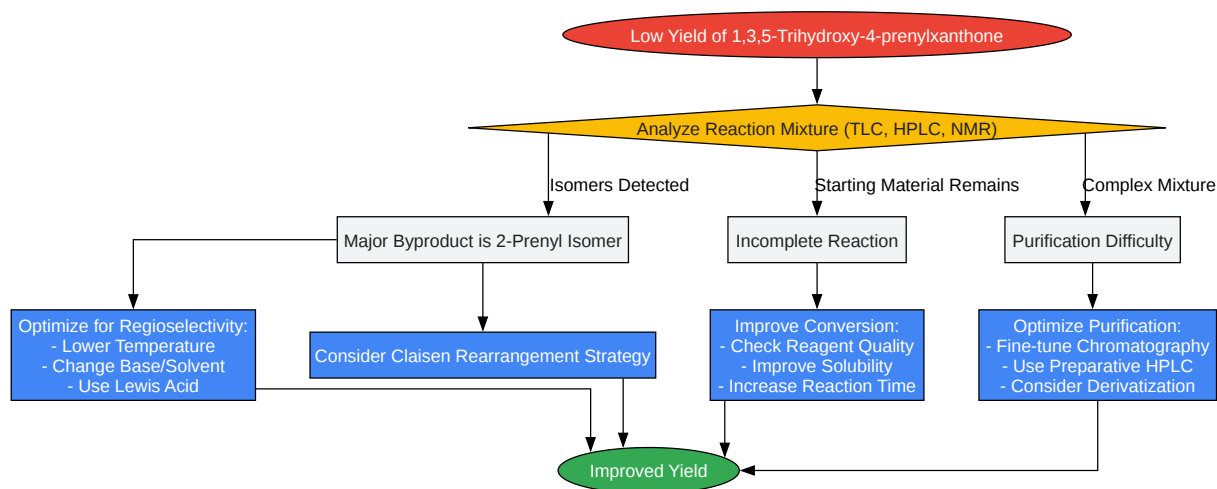 Low Yield of 1,3,5-Trihydroxy-4-prenylxanthone
Analyze Reaction Mixture (TLC, HPLC, NMR)
Isomers Detected
Starting Material Remains
Complex Mixture
Major Byproduct is 2-Prenyl Isomer
Incomplete Reaction
Purification Difficulty
Optimize for Regioselectivity:
- Lower Temperature
- Change Base/Solvent
- Use Lewis Acid
Consider Claisen Rearrangement Strategy
Improve Conversion:
- Check Reagent Quality
- Improve Solubility
- Increase Reaction Time
Optimize Purification:
- Fine-tune Chromatography
- Use Preparative HPLC
- Consider Derivatization
Improved Yield